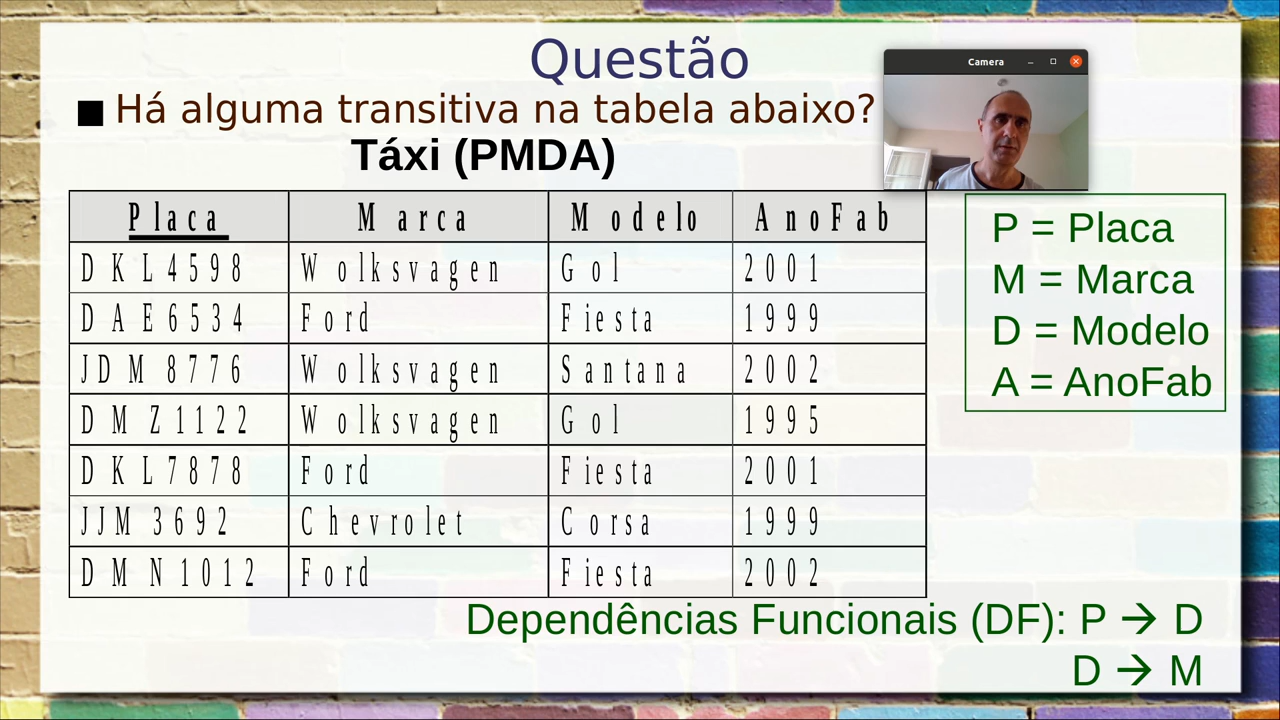 Questão
Camera
Há alguma transitiva na tabela abaixo?
Táxi (PMDA)
Placa Marca Modelo AnoFab
DKL4598 Wolksvagen Gol 2001
DAE6534 Ford Fiesta 1999
JDM8776 Wolksvagen Santana 2002
DMZ1122 Wolksvagen Gol 1995
DKL7878 Ford Fiesta 2001
JJM3692 Chevrolet Corsa 1999
DMN1012 Ford Fiesta 2002
P = Placa
M = Marca
D = Modelo
A = AnoFab
Dependências Funcionais (DF): P → D
D → M